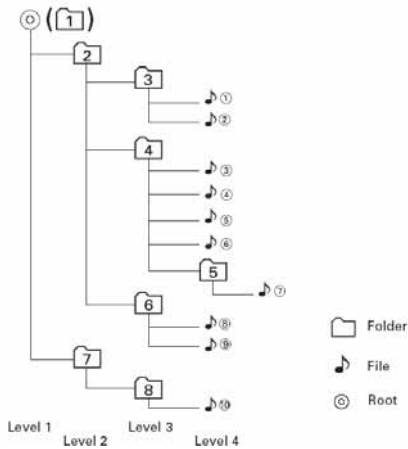 (1)
2
3
①
②
4
③
④
⑤
⑥
5
⑦
6
⑧
⑨
7
8
⑩
Folder
File
Root
Level 1
Level 2
Level 3
Level 4